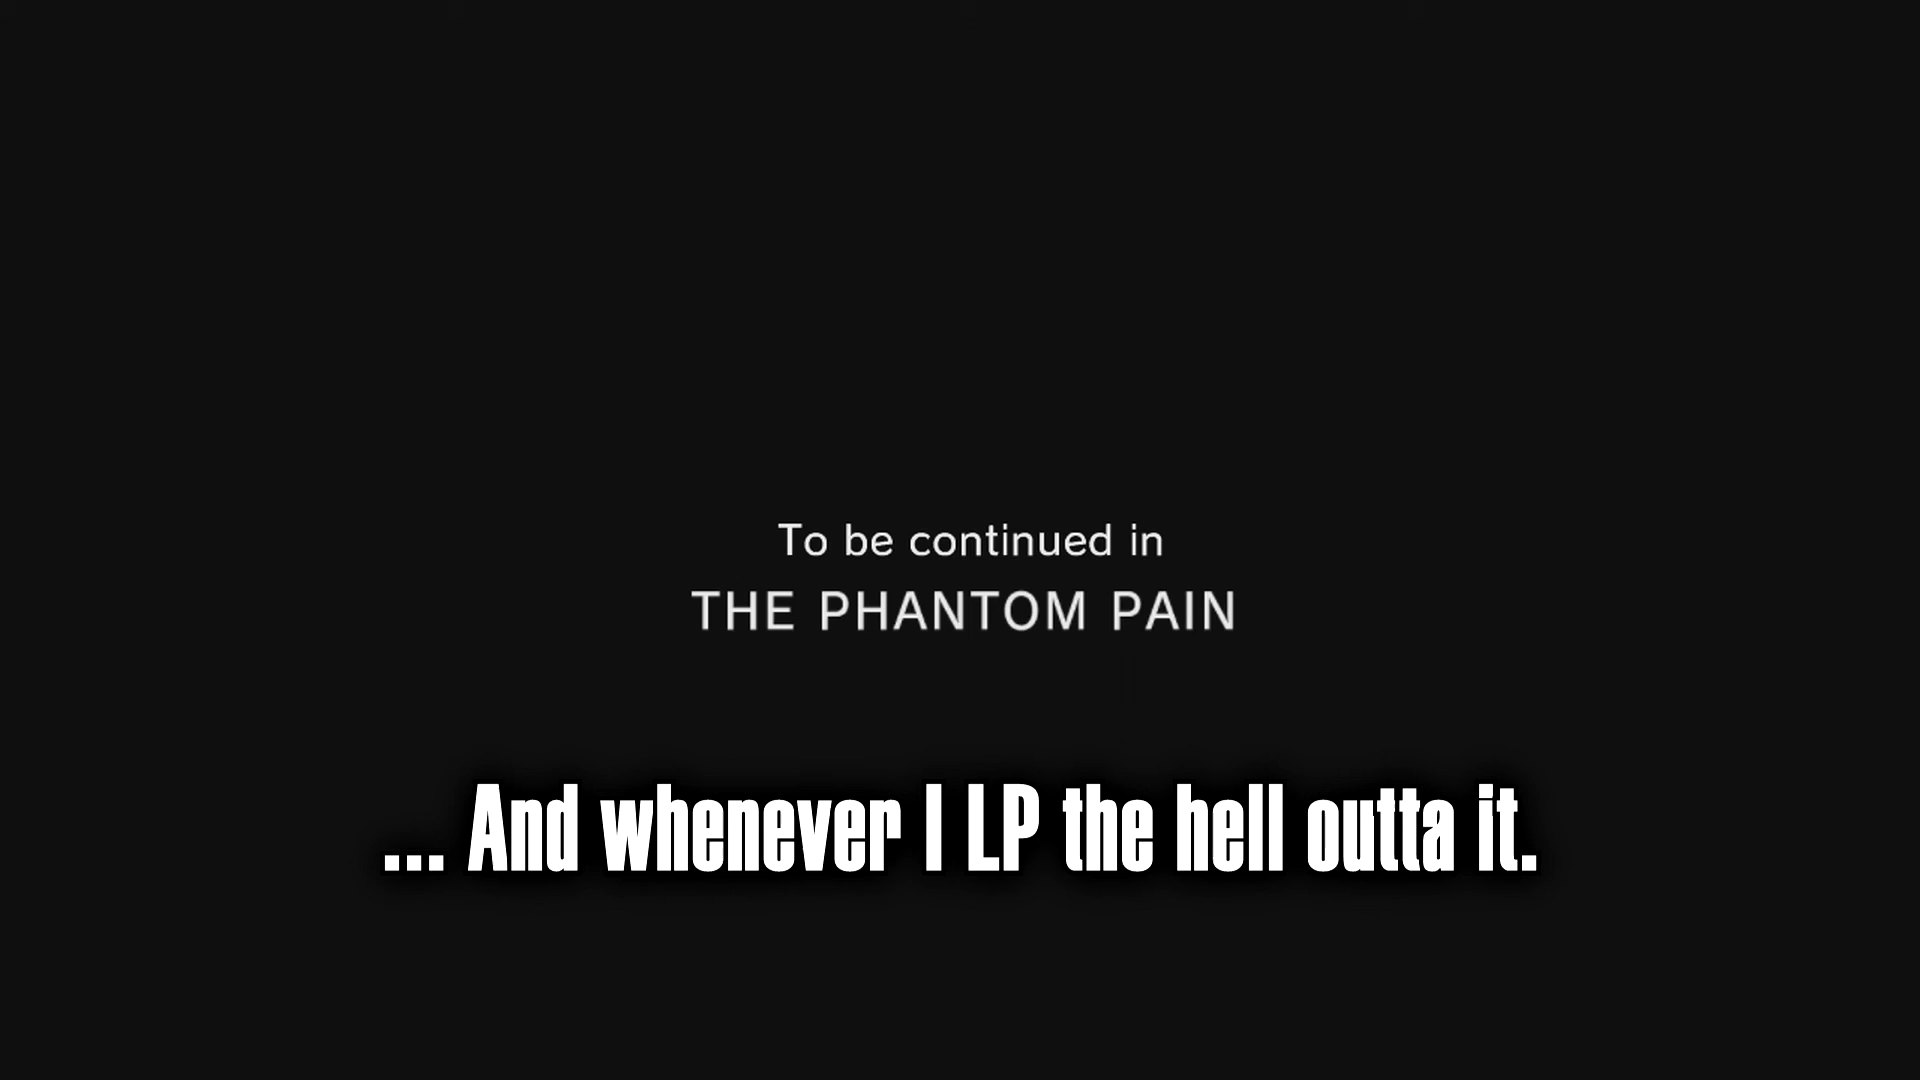 To be continued in
THE PHANTOM PAIN
... And whenever I LP the hell outta it.